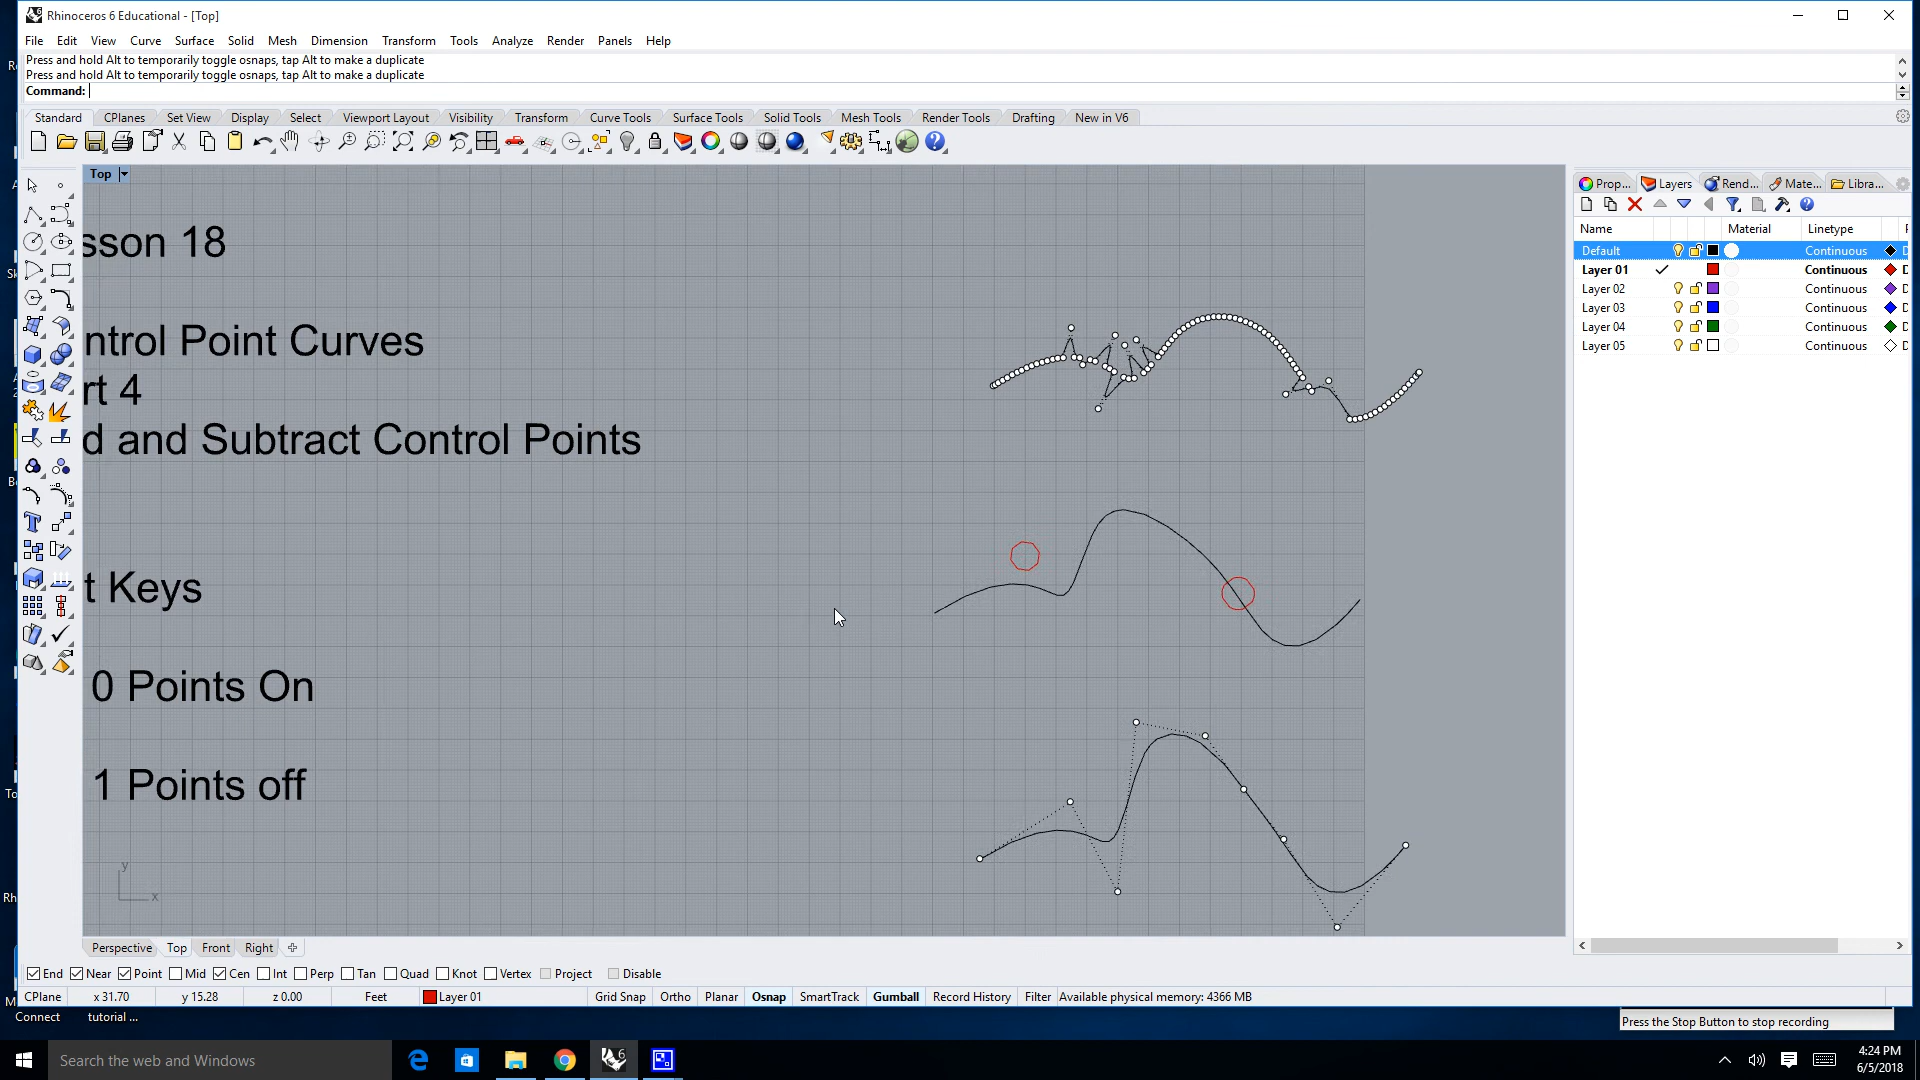 Rhinoceros 6 Educational - [Top]
File Edit View Curve Surface Solid Mesh Dimension Transform Tools Analyze Render Panels Help
Press and hold Alt to temporarily toggle osnaps, tap Alt to make a duplicate
Press and hold Alt to temporarily toggle osnaps, tap Alt to make a duplicate
Command:
Standard CPlanes Set View Display Select Viewport Layout Visibility Transform Curve Tools Surface Tools Solid Tools Mesh Tools Render Tools Drafting New in V6
Top
Prop... Layers Rend... Mate... Libra...
Name Material Linetype
Default Continuous D
Layer 01 Continuous D
Layer 02 Continuous D
Layer 03 Continuous D
Layer 04 Continuous D
Layer 05 Continuous D
sson 18
ntrol Point Curves
rt 4
d and Subtract Control Points
t Keys
0 Points On
1 Points off
y
x
Perspective Top Front Right
End Near Point Mid Cen Int Perp Tan Quad Knot Vertex Project Disable
CPlane x 31.70 y 15.28 z 0.00 Feet Layer 01 Grid Snap Ortho Planar Osnap SmartTrack Gumball Record History Filter Available physical memory: 4366 MB
Connect tutorial ...
Press the Stop Button to stop recording
Search the web and Windows
4:24 PM
6/5/2018